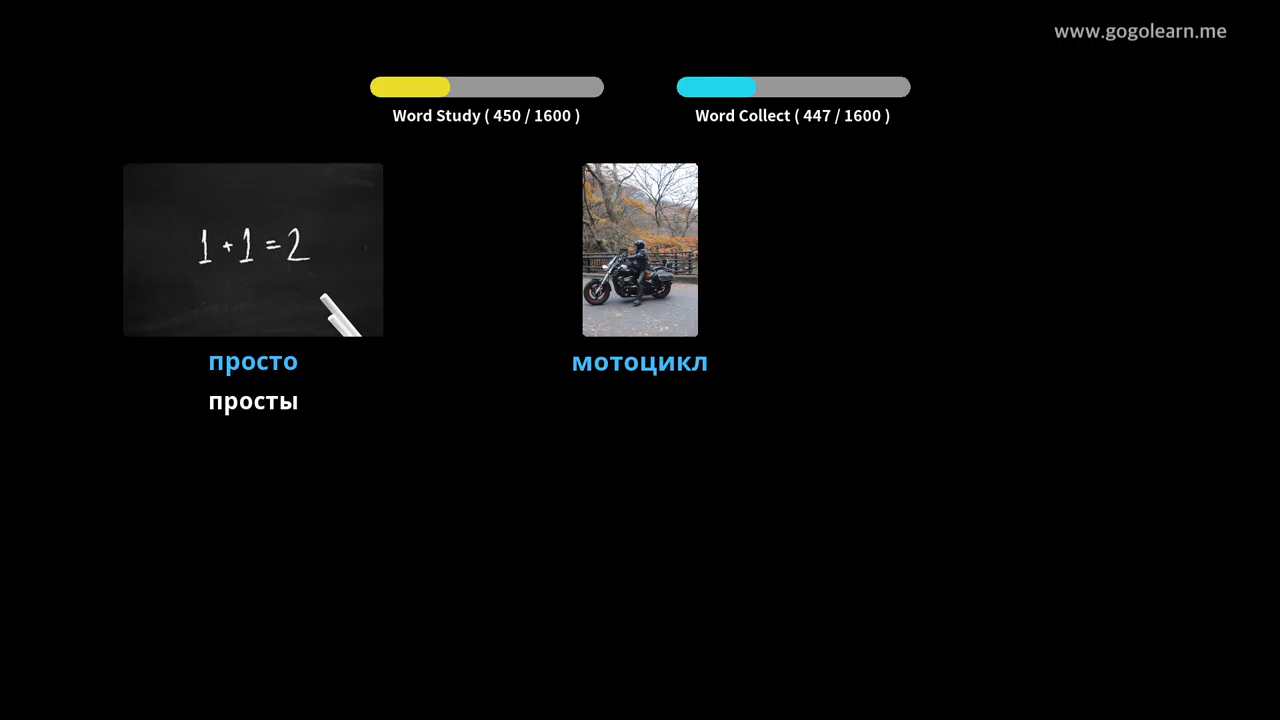 www.gogolearn.me
Word Study ( 450 / 1600 )
Word Collect ( 447 / 1600 )
1 + 1 = 2
просто
просты
мотоцикл